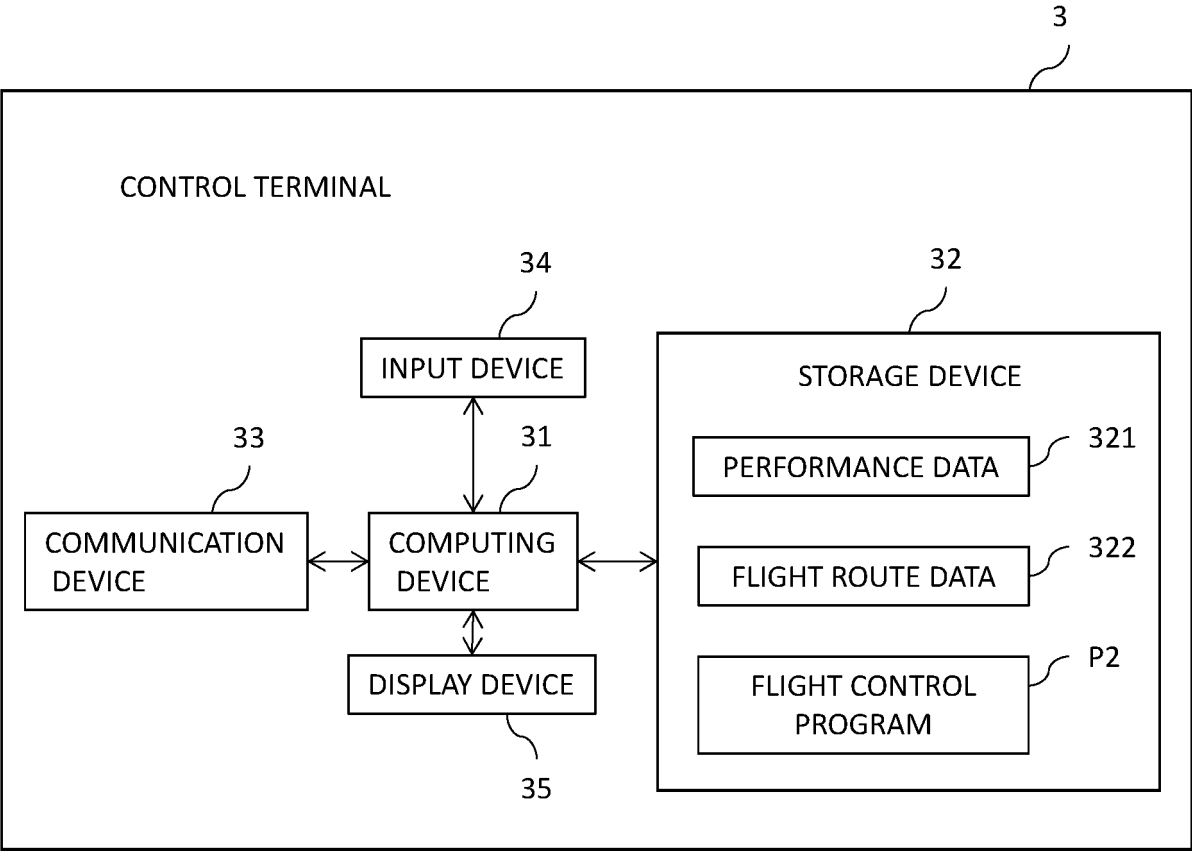 3
CONTROL TERMINAL
34
32
INPUT DEVICE
STORAGE DEVICE
33
31
321
PERFORMANCE DATA
COMMUNICATION
DEVICE
COMPUTING
DEVICE
322
FLIGHT ROUTE DATA
P2
DISPLAY DEVICE
FLIGHT CONTROL
PROGRAM
35